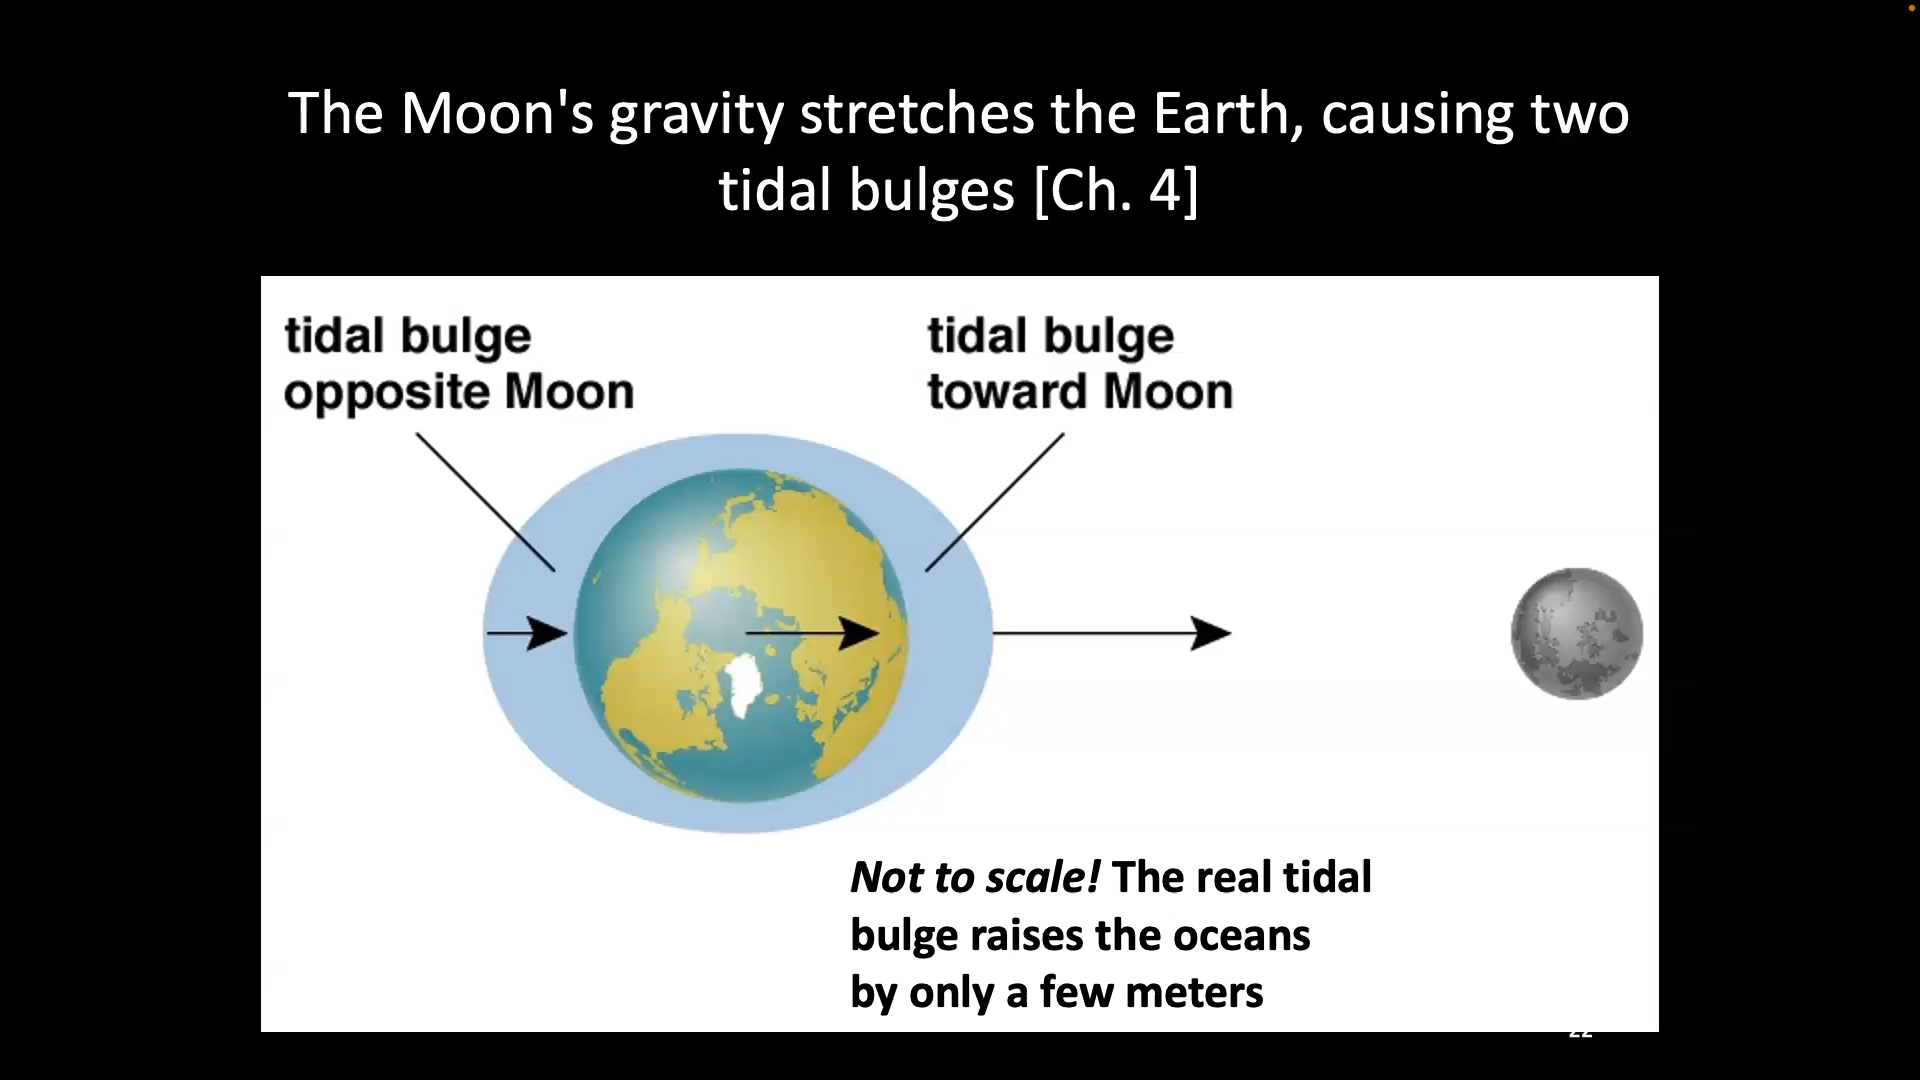 The Moon's gravity stretches the Earth, causing two
tidal bulges [Ch. 4]
tidal bulge
opposite Moon
tidal bulge
toward Moon
Not to scale! The real tidal
bulge raises the oceans
by only a few meters
22